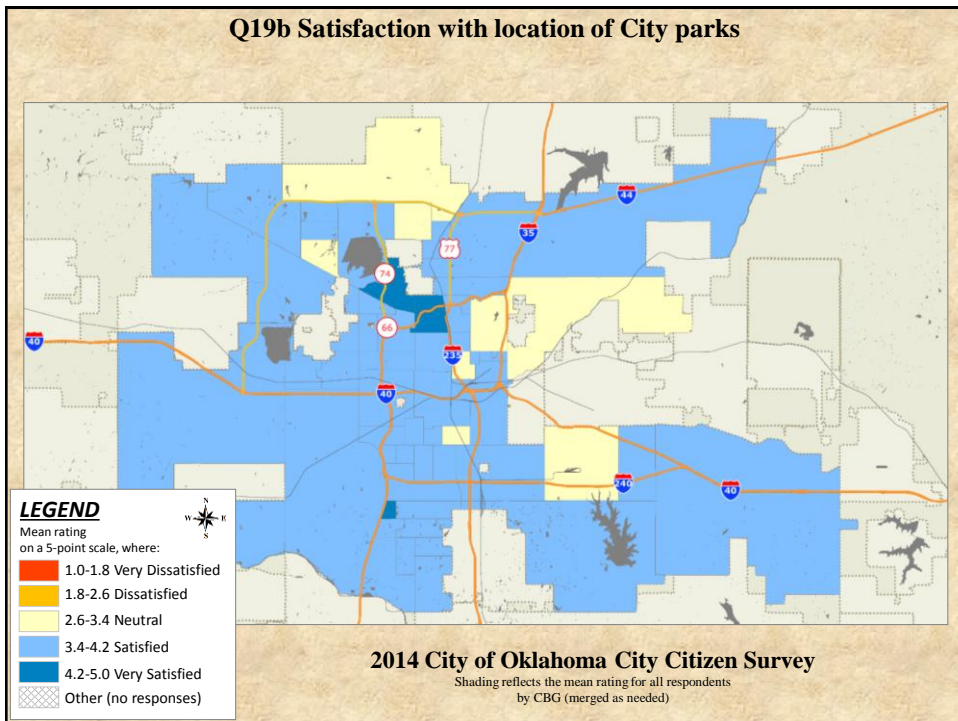 Q19b Satisfaction with location of City parks
44
35
77
74
66
40
235
40
240
40
LEGEND
N
W E
S
Mean rating
on a 5-point scale, where:
1.0-1.8 Very Dissatisfied
1.8-2.6 Dissatisfied
2.6-3.4 Neutral
3.4-4.2 Satisfied
4.2-5.0 Very Satisfied
Other (no responses)
2014 City of Oklahoma City Citizen Survey
Shading reflects the mean rating for all respondents
by CBG (merged as needed)